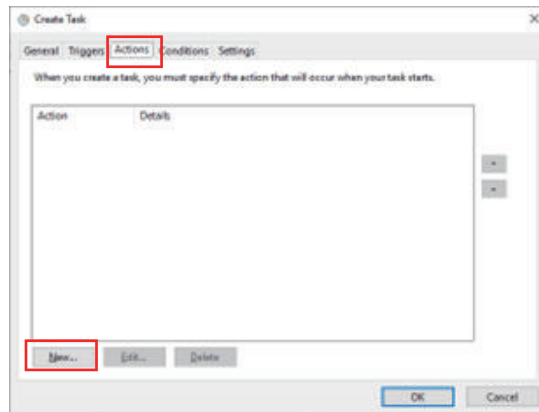 Create Task
General Triggers Actions Conditions Settings
When you create a task, you must specify the action that will occur when your task starts.
Action Details
New... Edit... Delete
OK Cancel